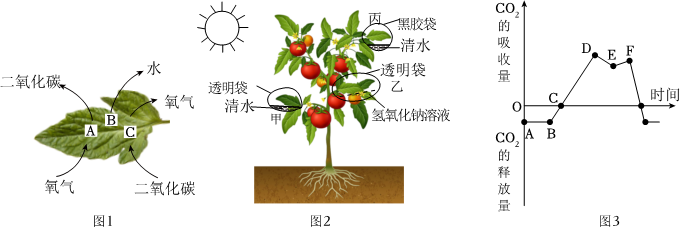 二氧化碳
水
氧气
A
B
C
氧气
二氧化碳
图1
丙
黑胶袋
清水
透明袋
乙
透明袋
清水
甲
氢氧化钠溶液
图2
CO2
的
吸
收
量
D
E
F
C
O
时间
A
B
CO2
的
释
放
量
图3